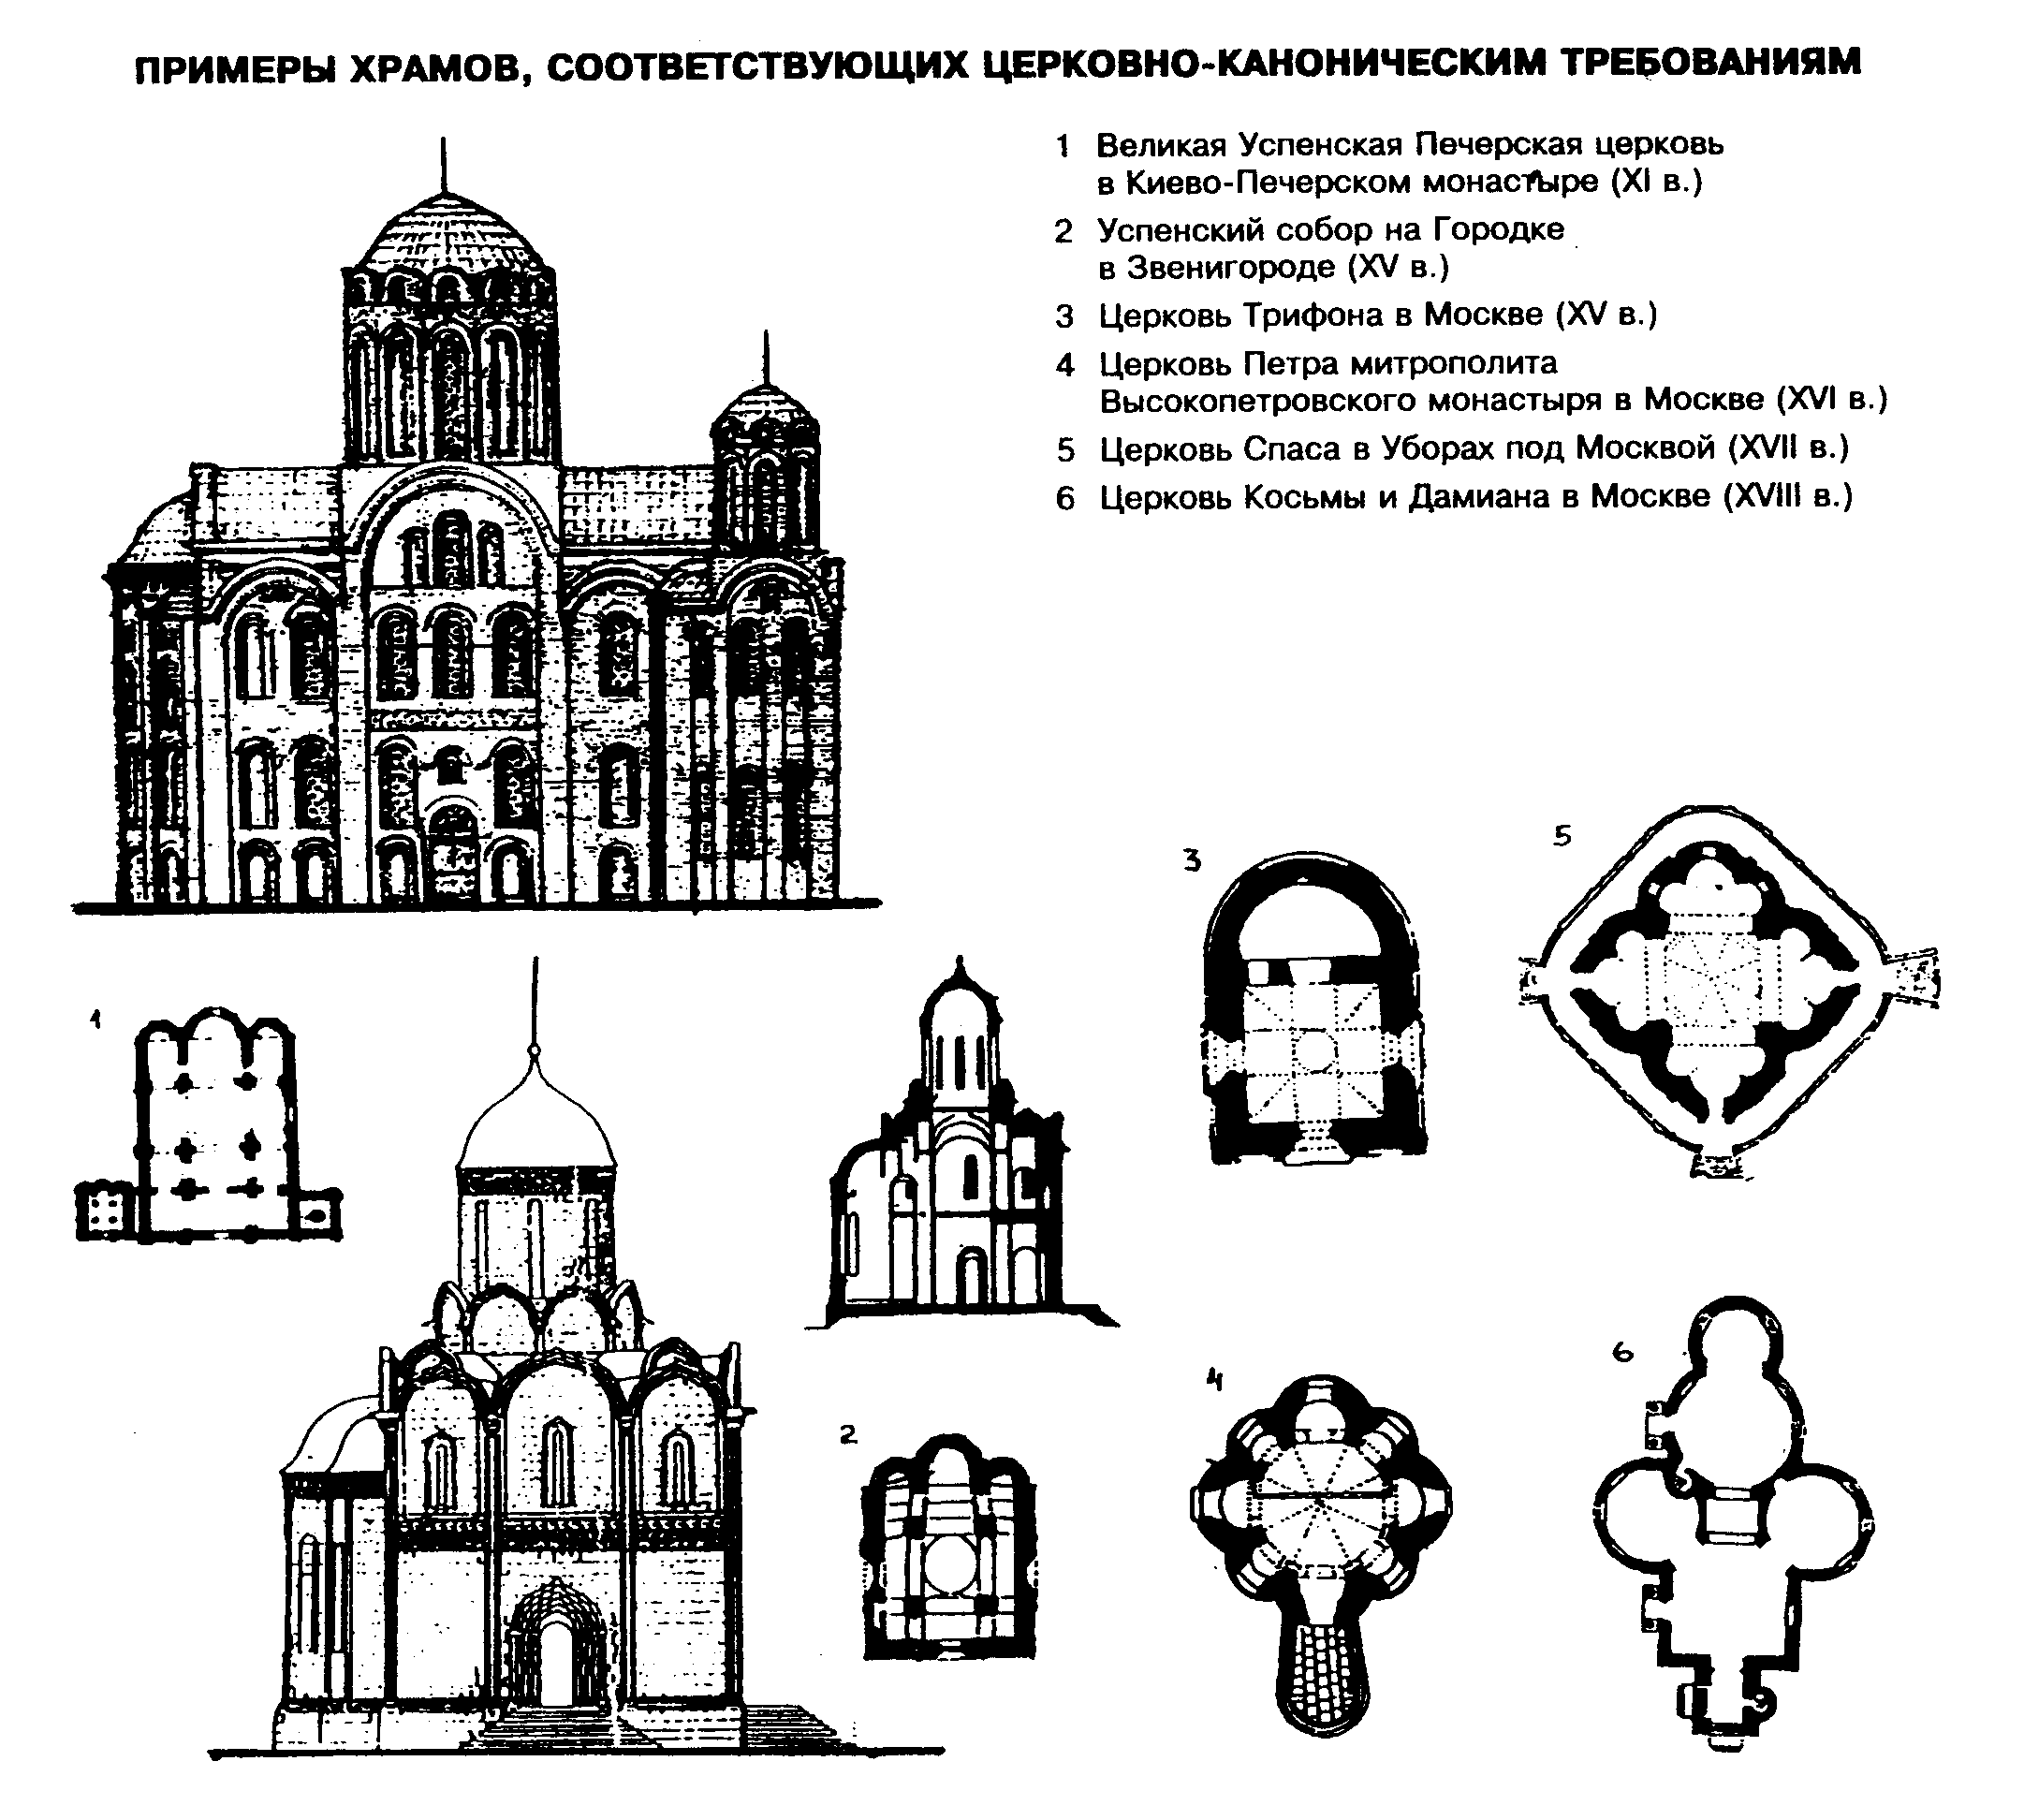 ПРИМЕРЫ ХРАМОВ, СООТВЕТСТВУЮЩИХ ЦЕРКОВНО-КАНОНИЧЕСКИМ ТРЕБОВАНИЯМ
1 Великая Успенская Печерская церковь
в Киево-Печерском монастыре (XI в.)
2 Успенский собор на Городке
в Звенигороде (XV в.)
3 Церковь Трифона в Москве (XV в.)
4 Церковь Петра митрополита
Высокопетровского монастыря в Москве (XVI в.)
5 Церковь Спаса в Уборах под Москвой (XVII в.)
6 Церковь Косьмы и Дамиана в Москве (XVIII в.)
3
5
1
2
4
6